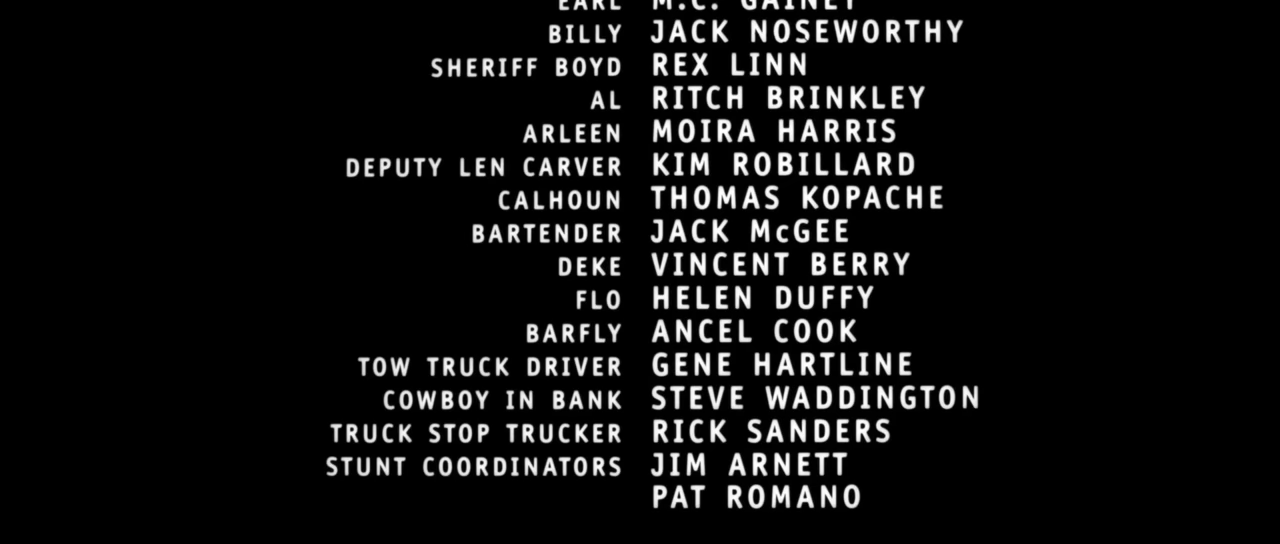 EARL M.C. GAINEY
BILLY JACK NOSEWORTHY
SHERIFF BOYD REX LINN
AL RITCH BRINKLEY
ARLEEN MOIRA HARRIS
DEPUTY LEN CARVER KIM ROBILLARD
CALHOUN THOMAS KOPACHE
BARTENDER JACK McGEE
DEKE VINCENT BERRY
FLO HELEN DUFFY
BARFLY ANCEL COOK
TOW TRUCK DRIVER GENE HARTLINE
COWBOY IN BANK STEVE WADDINGTON
TRUCK STOP TRUCKER RICK SANDERS
STUNT COORDINATORS JIM ARNETT
PAT ROMANO